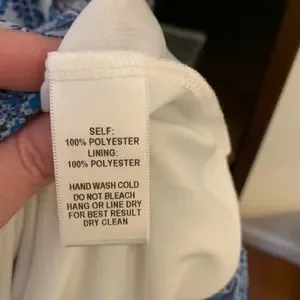 SELF:
100% POLYESTER
LINING:
100% POLYESTER
HAND WASH COLD
DO NOT BLEACH
HANG OR LINE DRY
FOR BEST RESULT
DRY CLEAN